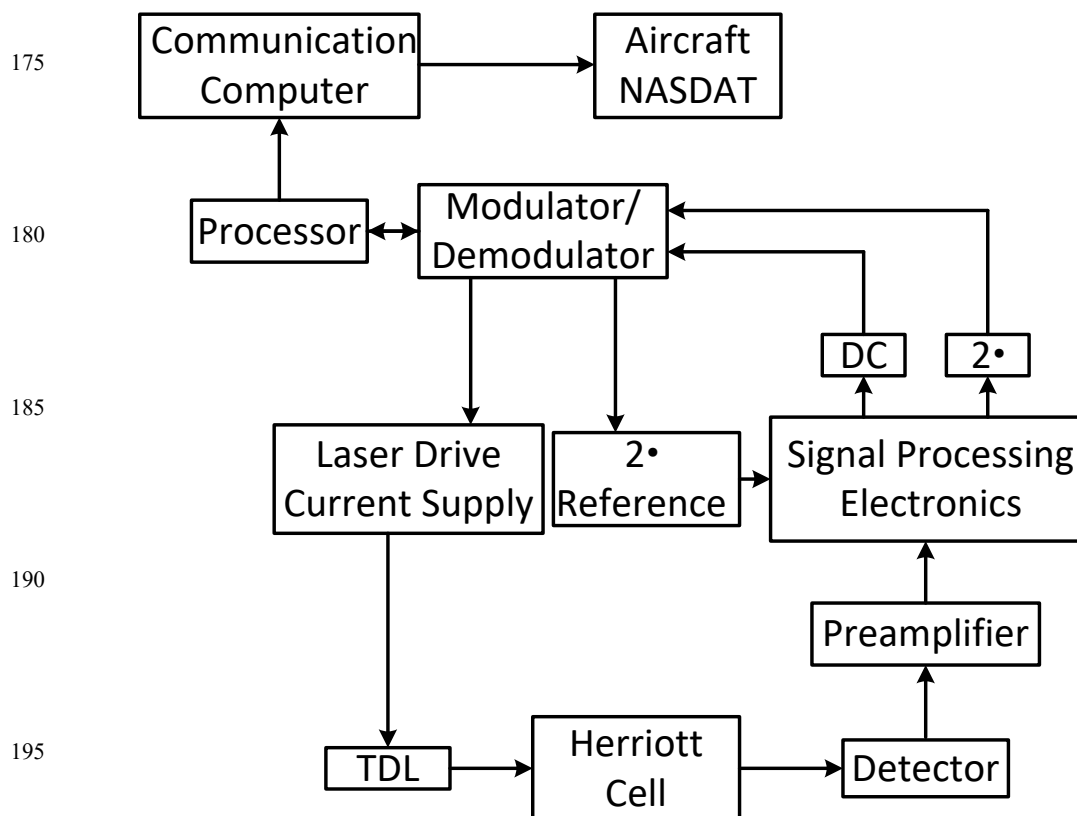 175
Communication
Computer
Aircraft
NASDAT
180
Processor
Modulator/
Demodulator
DC
2•
185
Laser Drive
Current Supply
2•
Reference
Signal Processing
Electronics
190
Preamplifier
195
TDL
Herriott
Cell
Detector